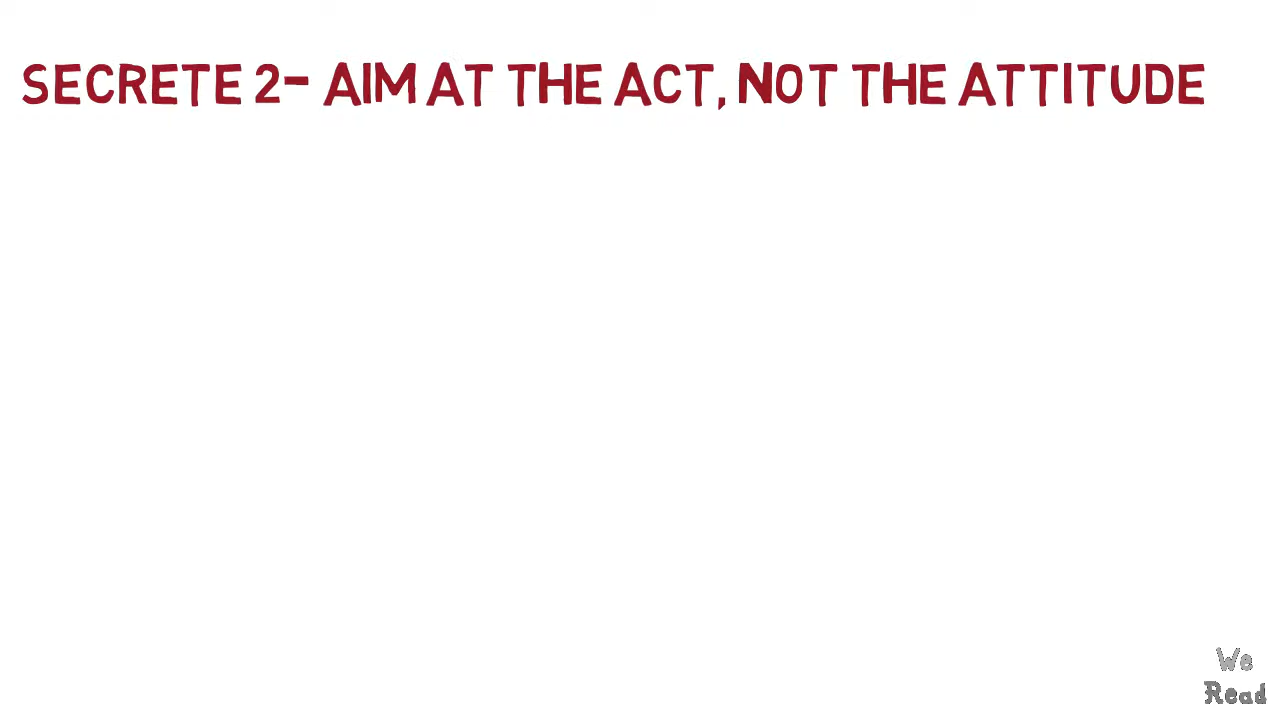 SECRETE 2- AIM AT THE ACT, NOT THE ATTITUDE
We
Read